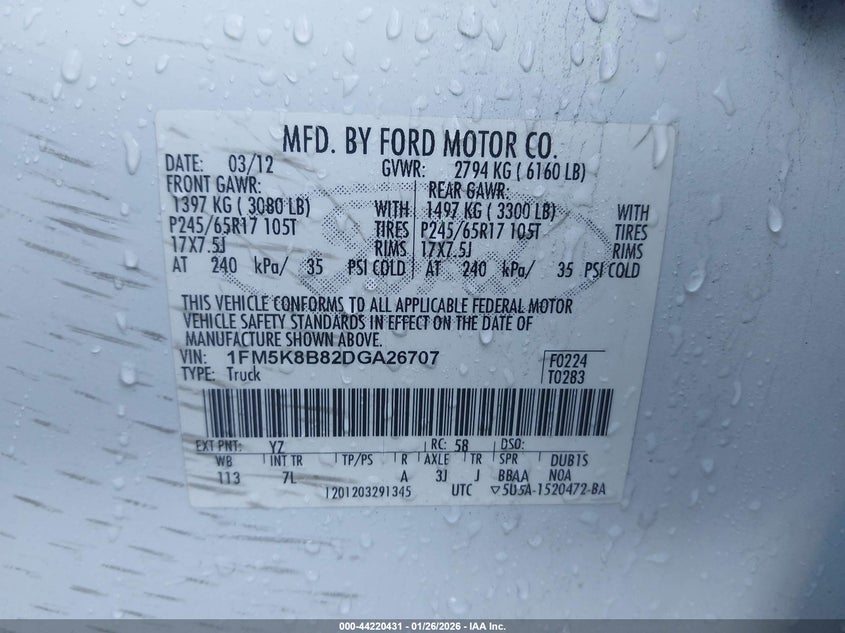 MFD. BY FORD MOTOR CO.
DATE: 03/12 GVWR: 2794 KG ( 6160 LB)
FRONT GAWR: REAR GAWR:
1397 KG ( 3080 LB) WITH 1497 KG ( 3300 LB) WITH
P245/65R17 105T TIRES P245/65R17 105T TIRES
17X7.5J RIMS 17X7.5J RIMS
AT 240 kPa/ 35 PSI COLD AT 240 kPa/ 35 PSI COLD
THIS VEHICLE CONFORMS TO ALL APPLICABLE FEDERAL MOTOR
VEHICLE SAFETY STANDARDS IN EFFECT ON THE DATE OF
MANUFACTURE SHOWN ABOVE.
VIN: 1FM5K8B82DGA26707 F0224
TYPE: Truck T0283
EXT PNT: YZ RC: 58 DSO:
WB INT TR TP/PS R AXLE TR SPR DUB1S
113 7L A 3J J BBAA NOA
1201203291345 UTC ▽5U5A-1520472-BA
000-44220431 - 01/26/2026 - IAA Inc.